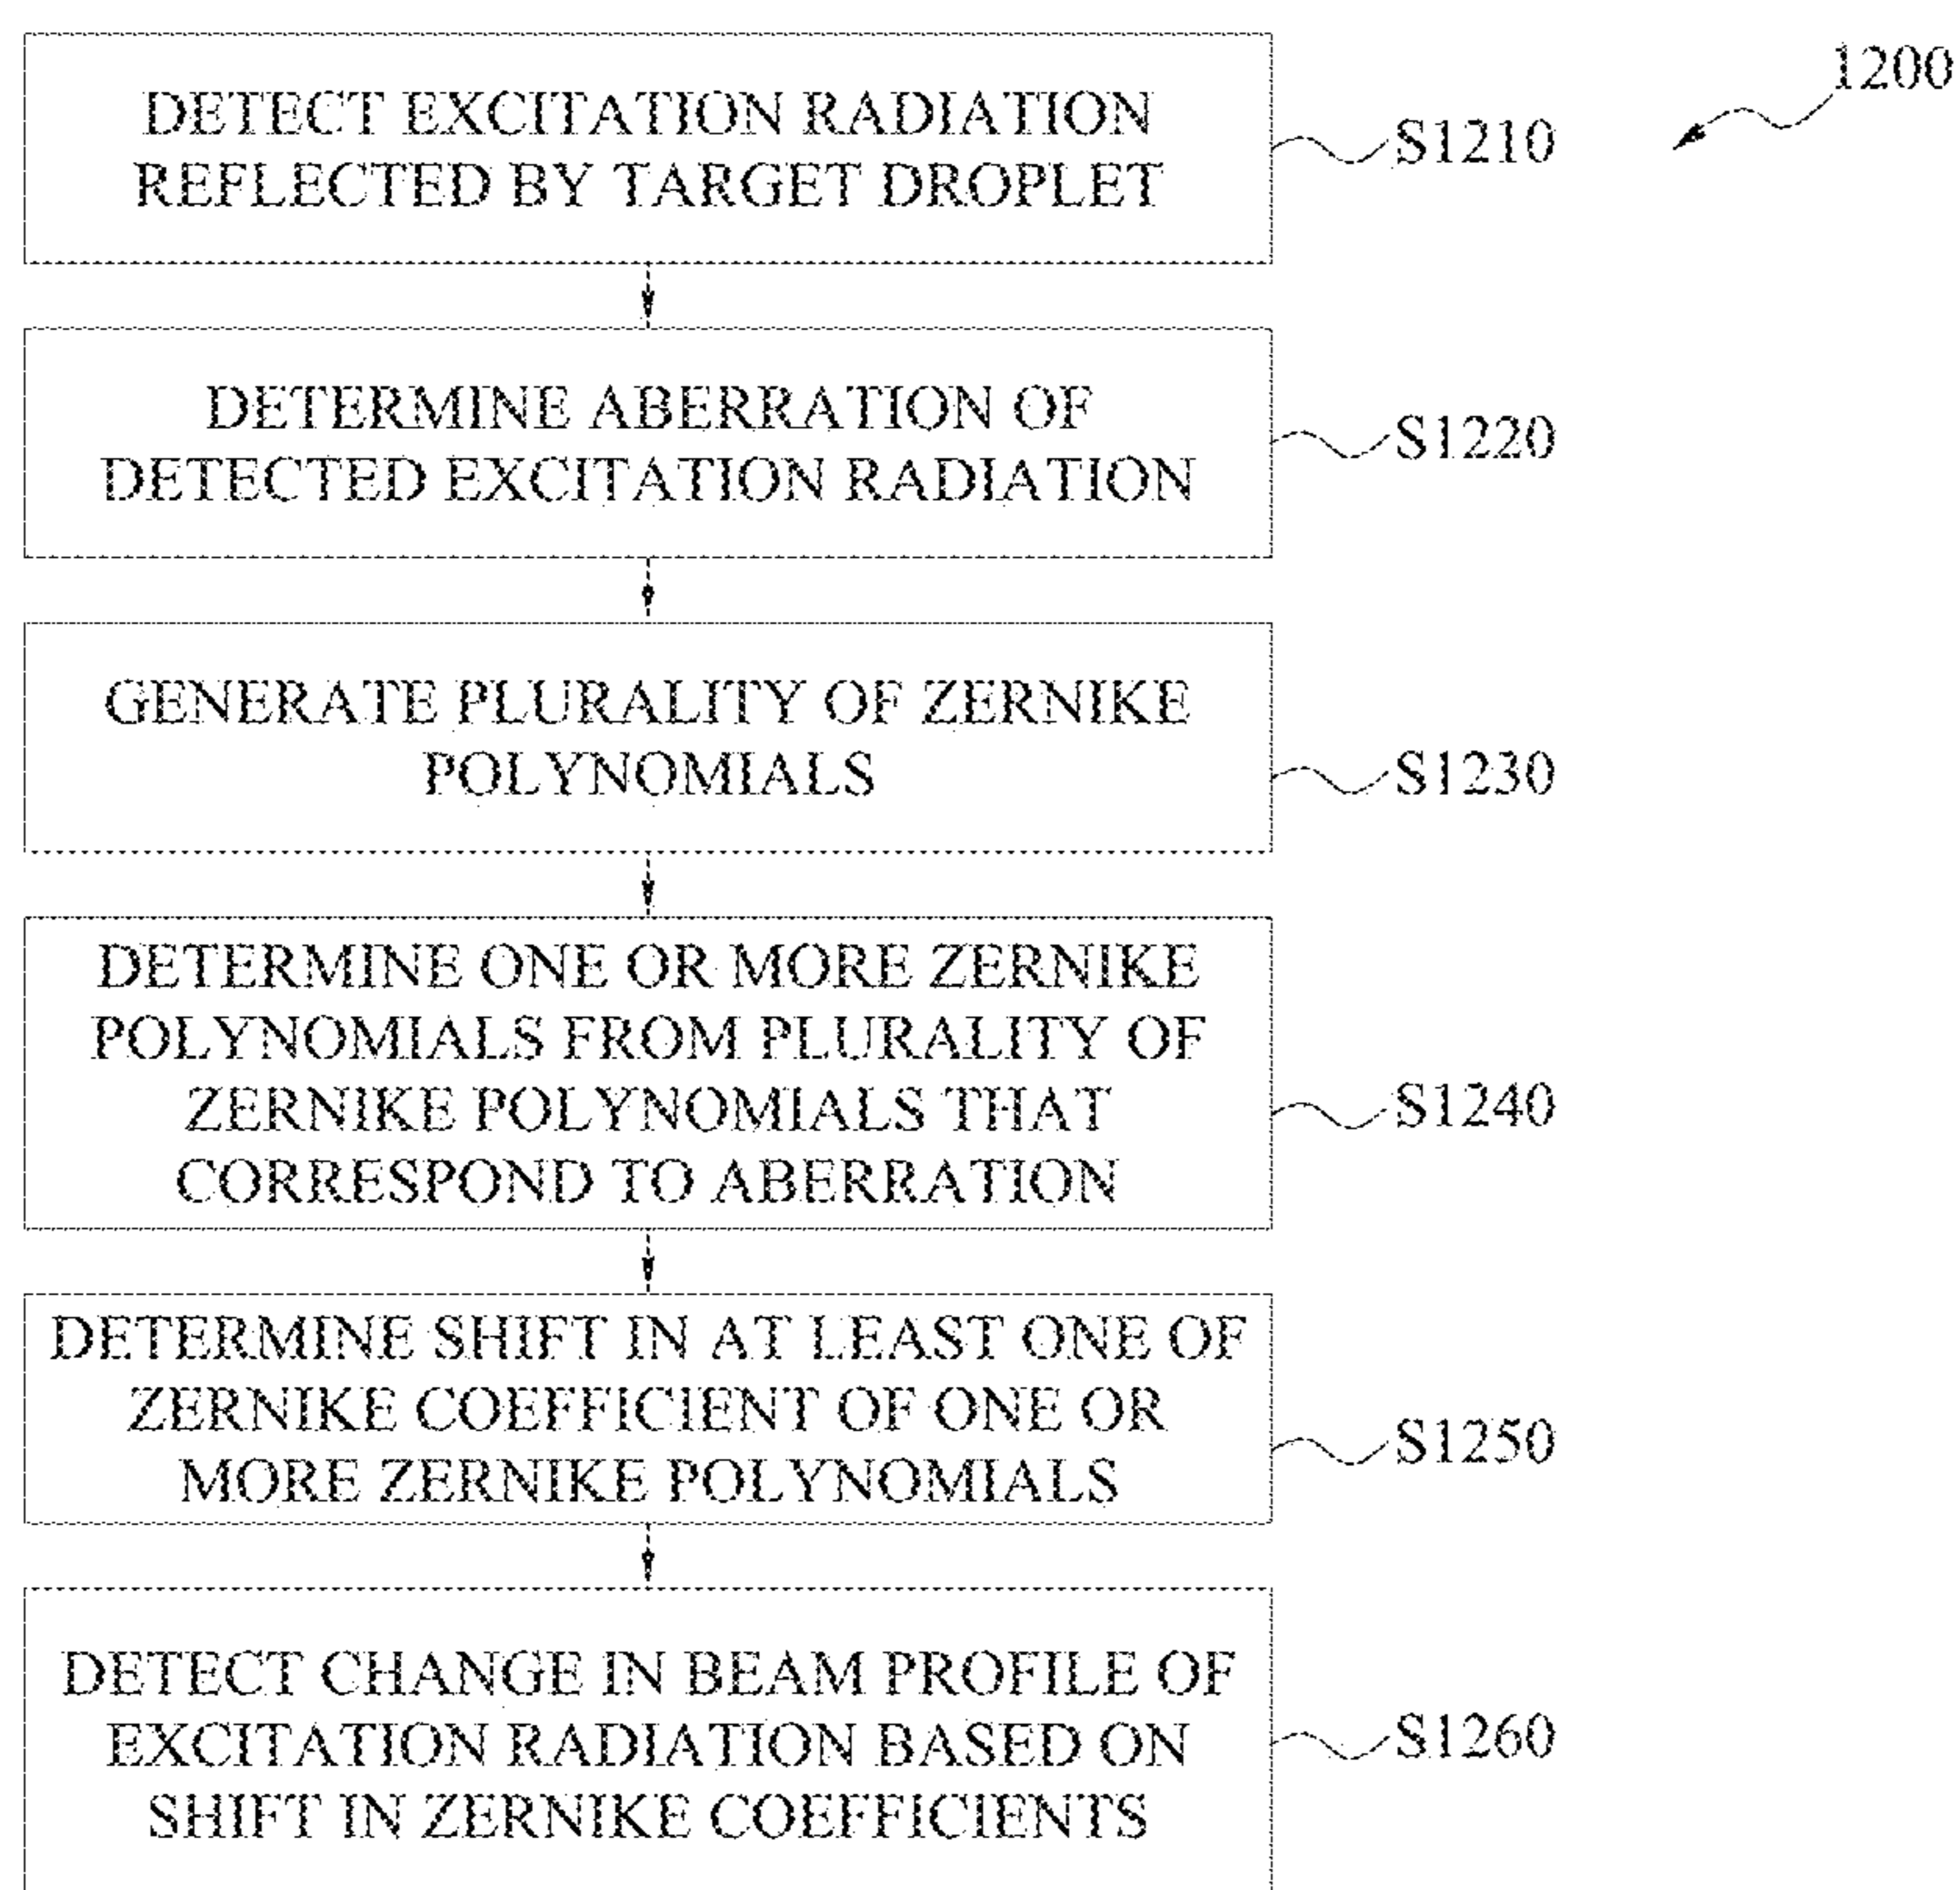 1200
DETECT EXCITATION RADIATION
REFLECTED BY TARGET DROPLET
S1210
DETERMINE ABERRATION OF
DETECTED EXCITATION RADIATION
S1220
GENERATE PLURALITY OF ZERNIKE
POLYNOMIALS
S1230
DETERMINE ONE OR MORE ZERNIKE
POLYNOMIALS FROM PLURALITY OF
ZERNIKE POLYNOMIALS THAT
CORRESPOND TO ABERRATION
S1240
DETERMINE SHIFT IN AT LEAST ONE OF
ZERNIKE COEFFICIENT OF ONE OR
MORE ZERNIKE POLYNOMIALS
S1250
DETECT CHANGE IN BEAM PROFILE OF
EXCITATION RADIATION BASED ON
SHIFT IN ZERNIKE COEFFICIENTS
S1260